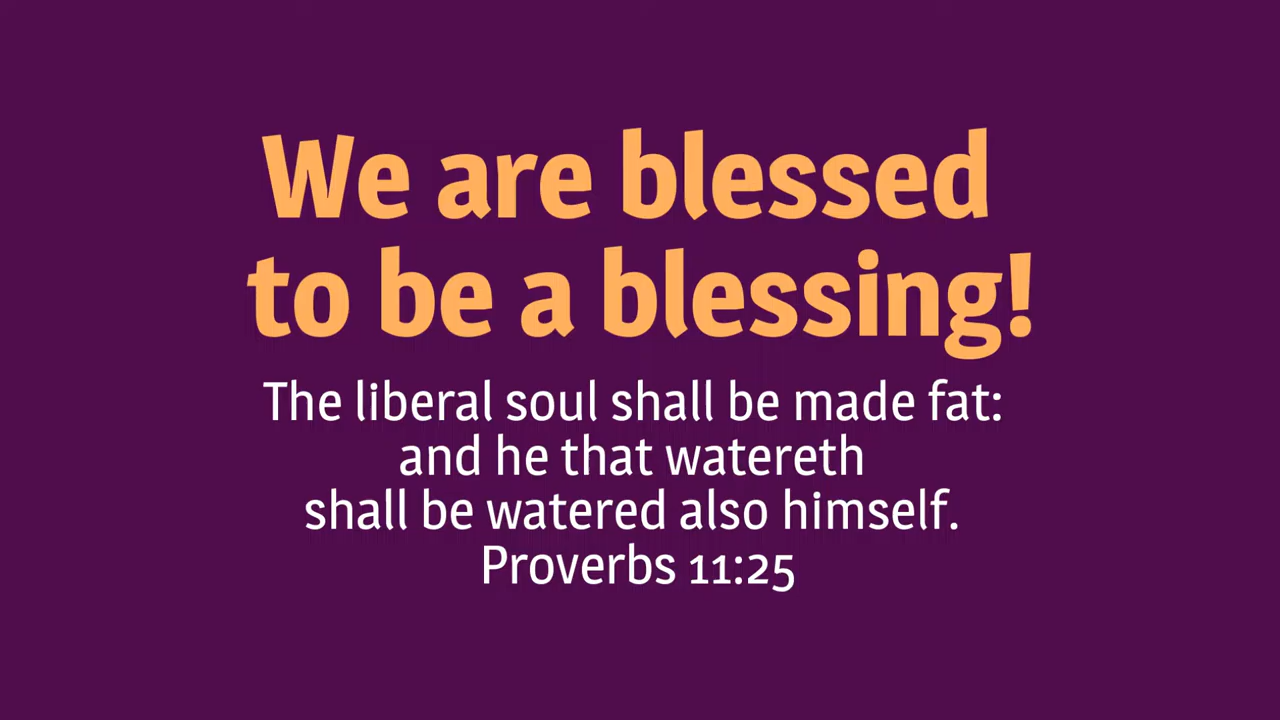 We are blessed
to be a blessing!
The liberal soul shall be made fat:
and he that watereth
shall be watered also himself.
Proverbs 11:25